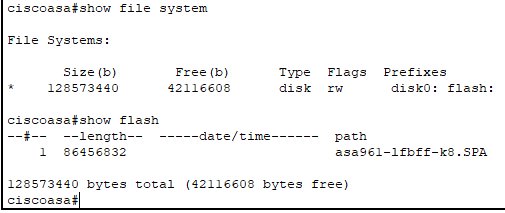 ciscoasa#show file system
File Systems:
Size(b) Free(b) Type Flags Prefixes
* 128573440 42116608 disk rw disk0: flash:
ciscoasa#show flash
--#-- --length-- -----date/time------ path
1 86456832 asa961-lfbff-k8.SPA
128573440 bytes total (42116608 bytes free)
ciscoasa#